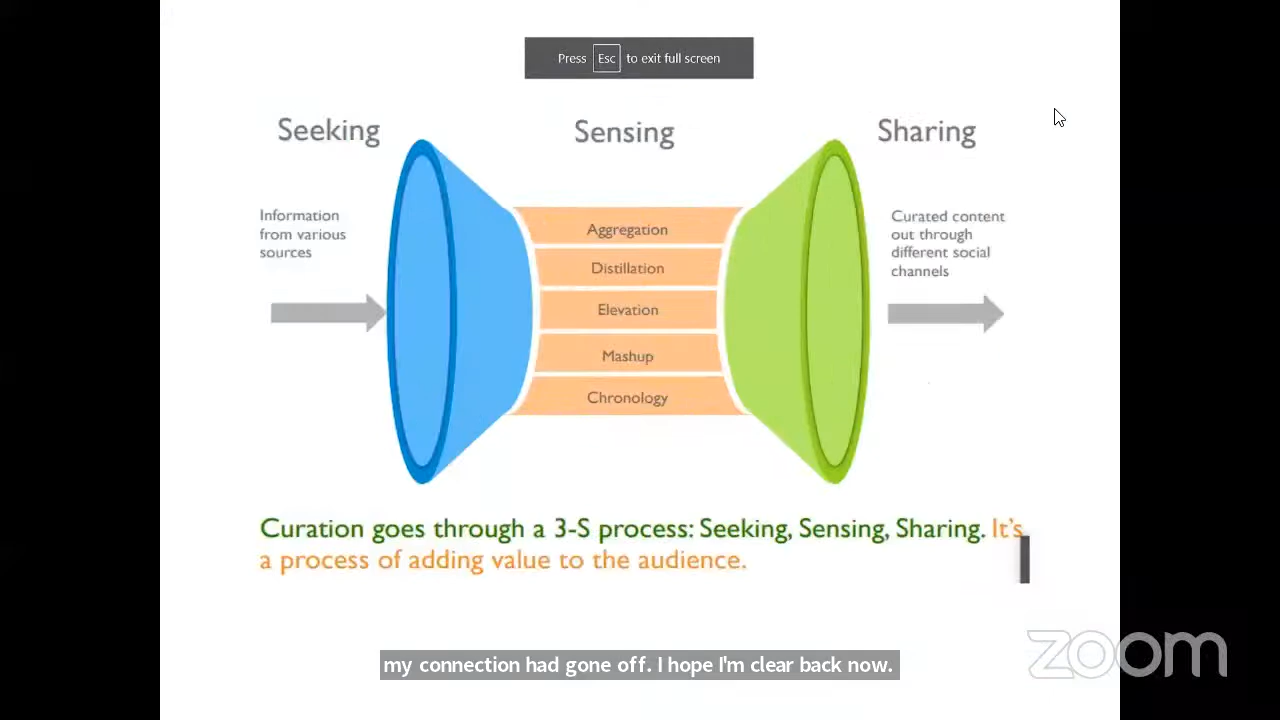 Press Esc to exit full screen
Seeking
Sensing
Sharing
Information
from various
sources
Aggregation
Distillation
Elevation
Mashup
Chronology
Curated content
out through
different social
channels
Curation goes through a 3-S process: Seeking, Sensing, Sharing. It's
a process of adding value to the audience.
my connection had gone off. I hope I'm clear back now.
zoom